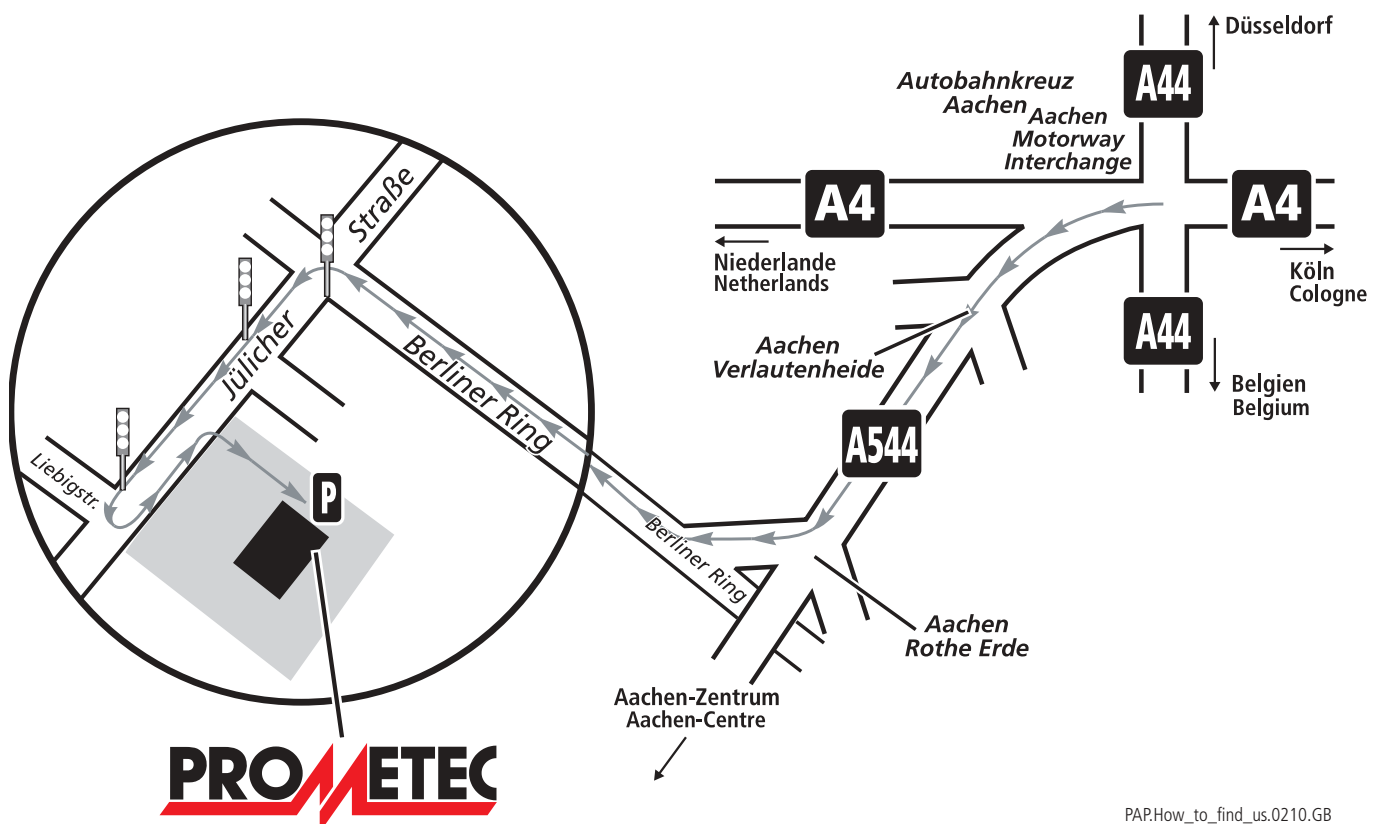 Düsseldorf
A44
Autobahnkreuz
Aachen
Aachen
Motorway
Interchange
A4
A4
Niederlande
Netherlands
Köln
Cologne
A44
Belgien
Belgium
Aachen
Verlautenheide
A544
Straße
Jülicher
Berliner Ring
Liebigstr.
P
Berliner Ring
Aachen
Rothe Erde
Aachen-Zentrum
Aachen-Centre
PROMETEC
PAP.How_to_find_us.0210.GB